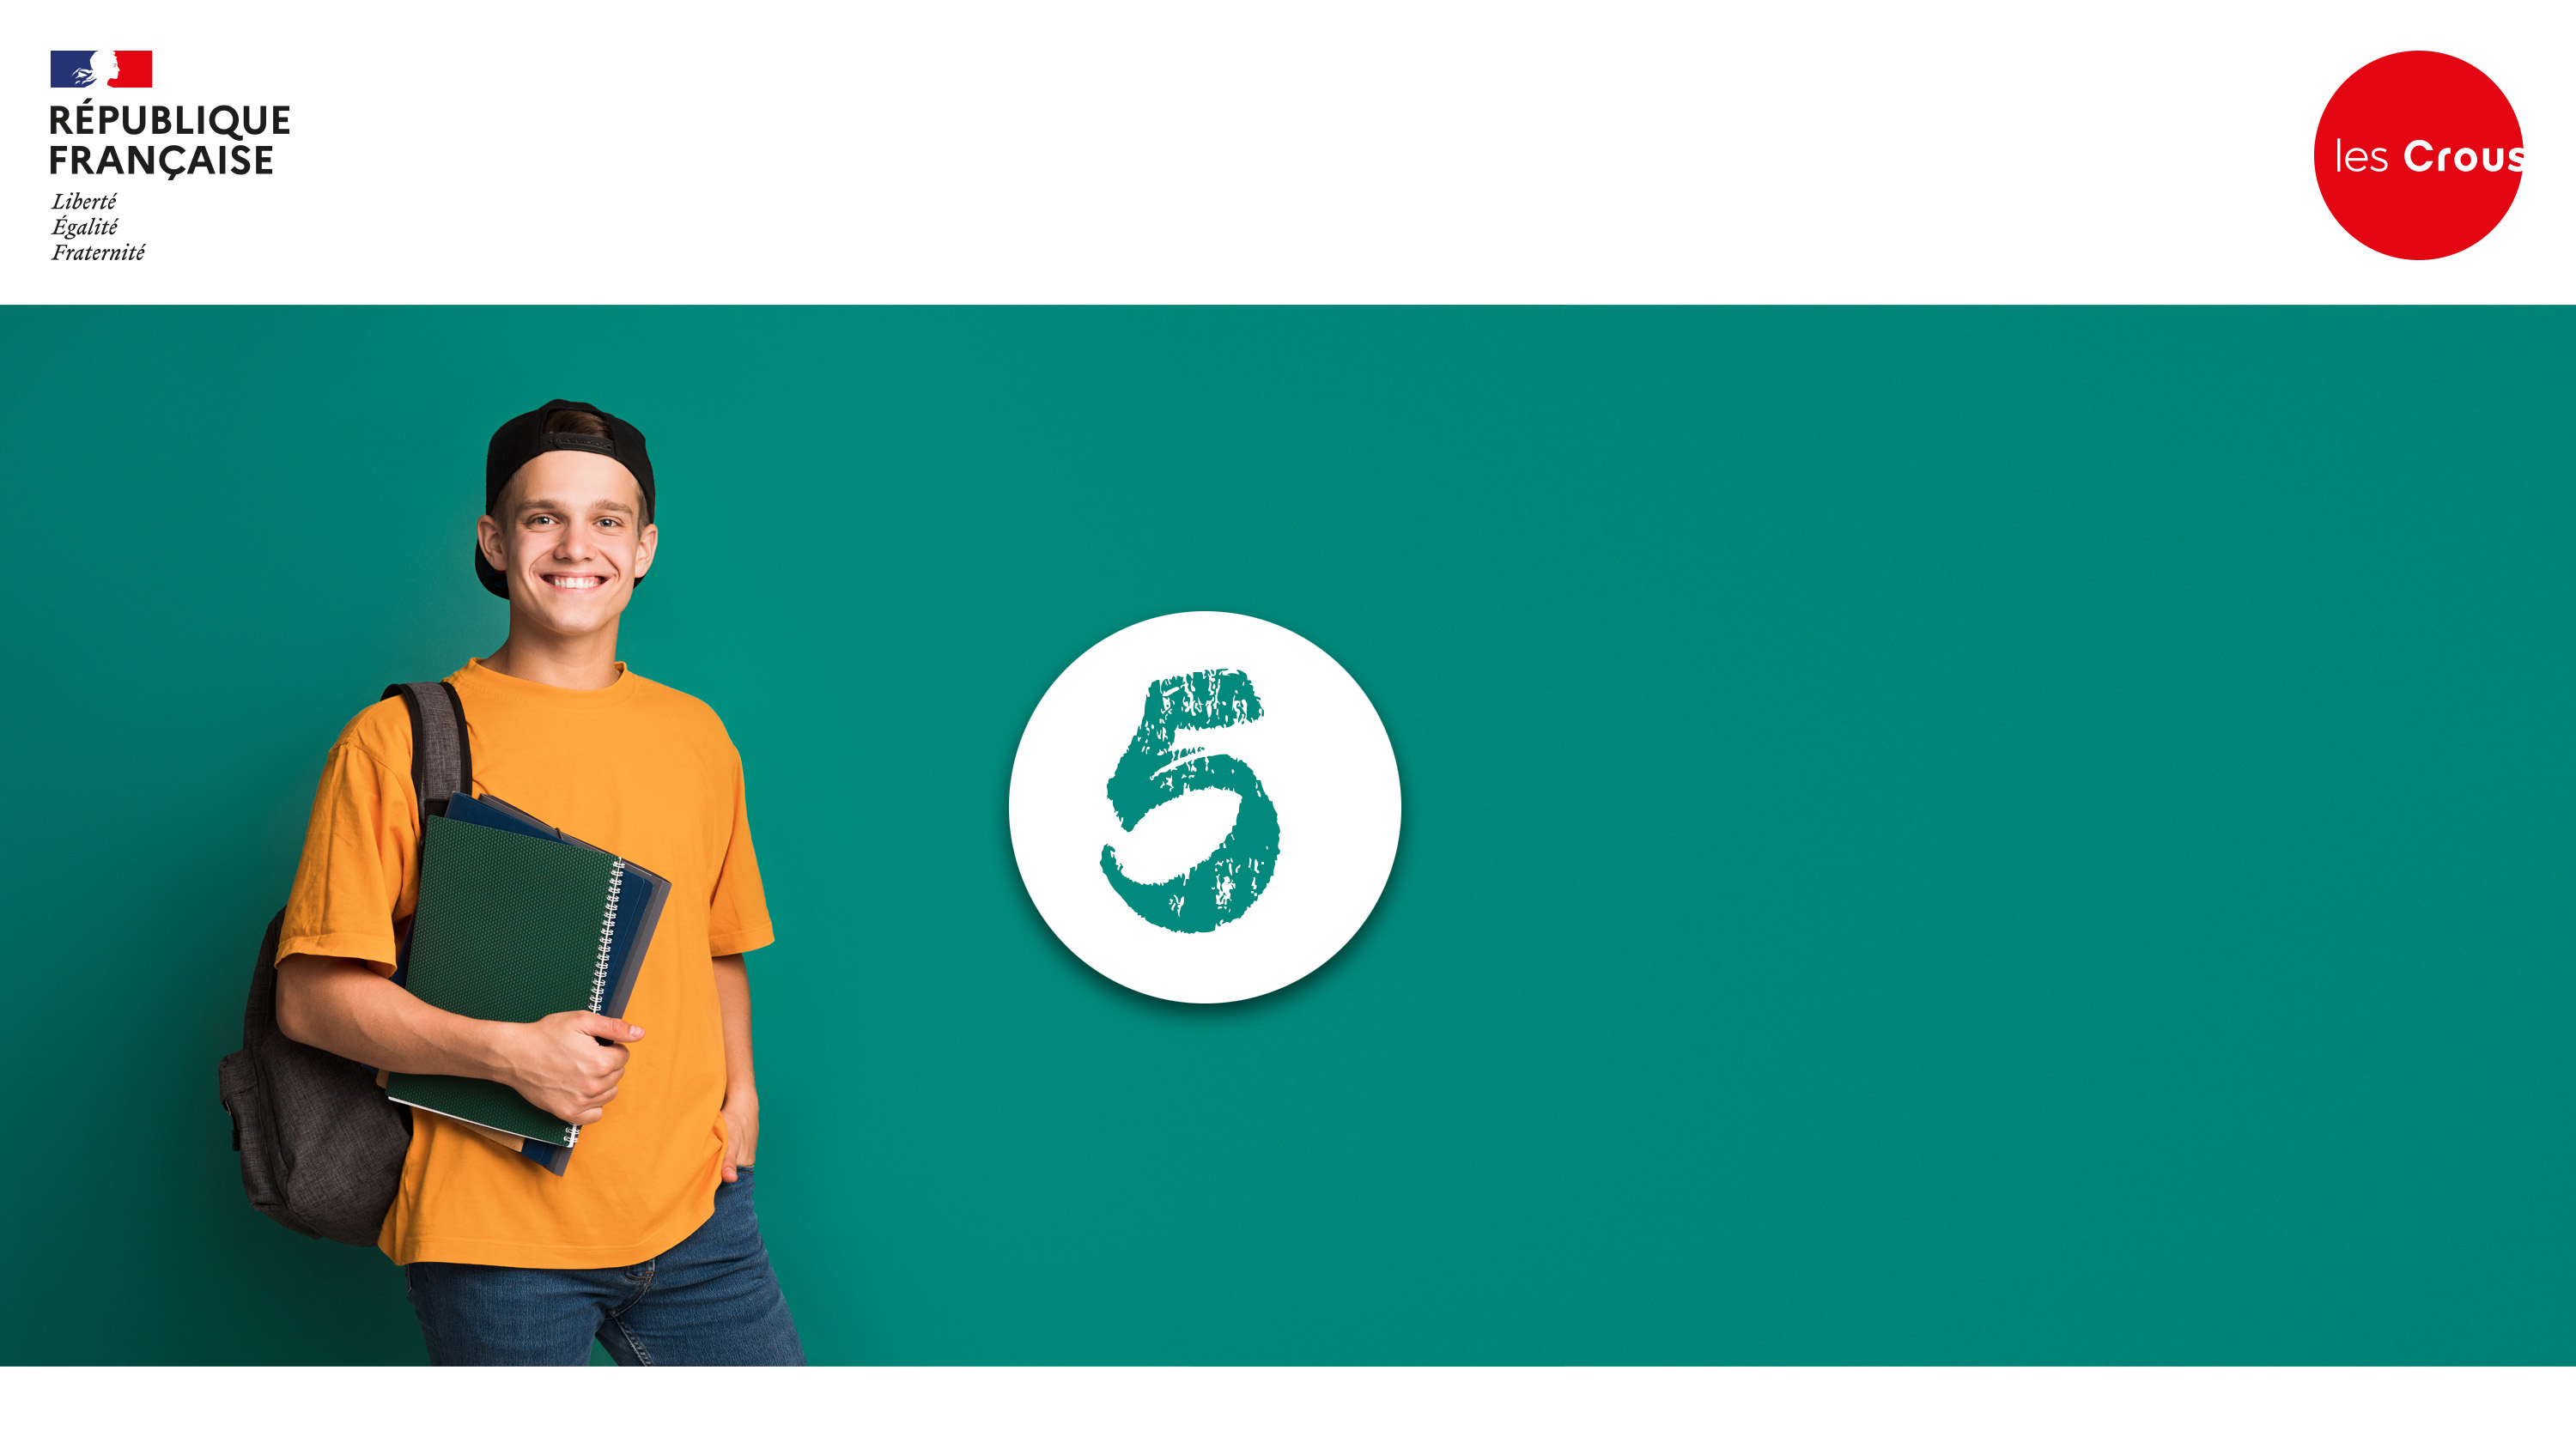 RÉPUBLIQUE
FRANÇAISE
Liberté
Égalité
Fraternité
les Crous
5